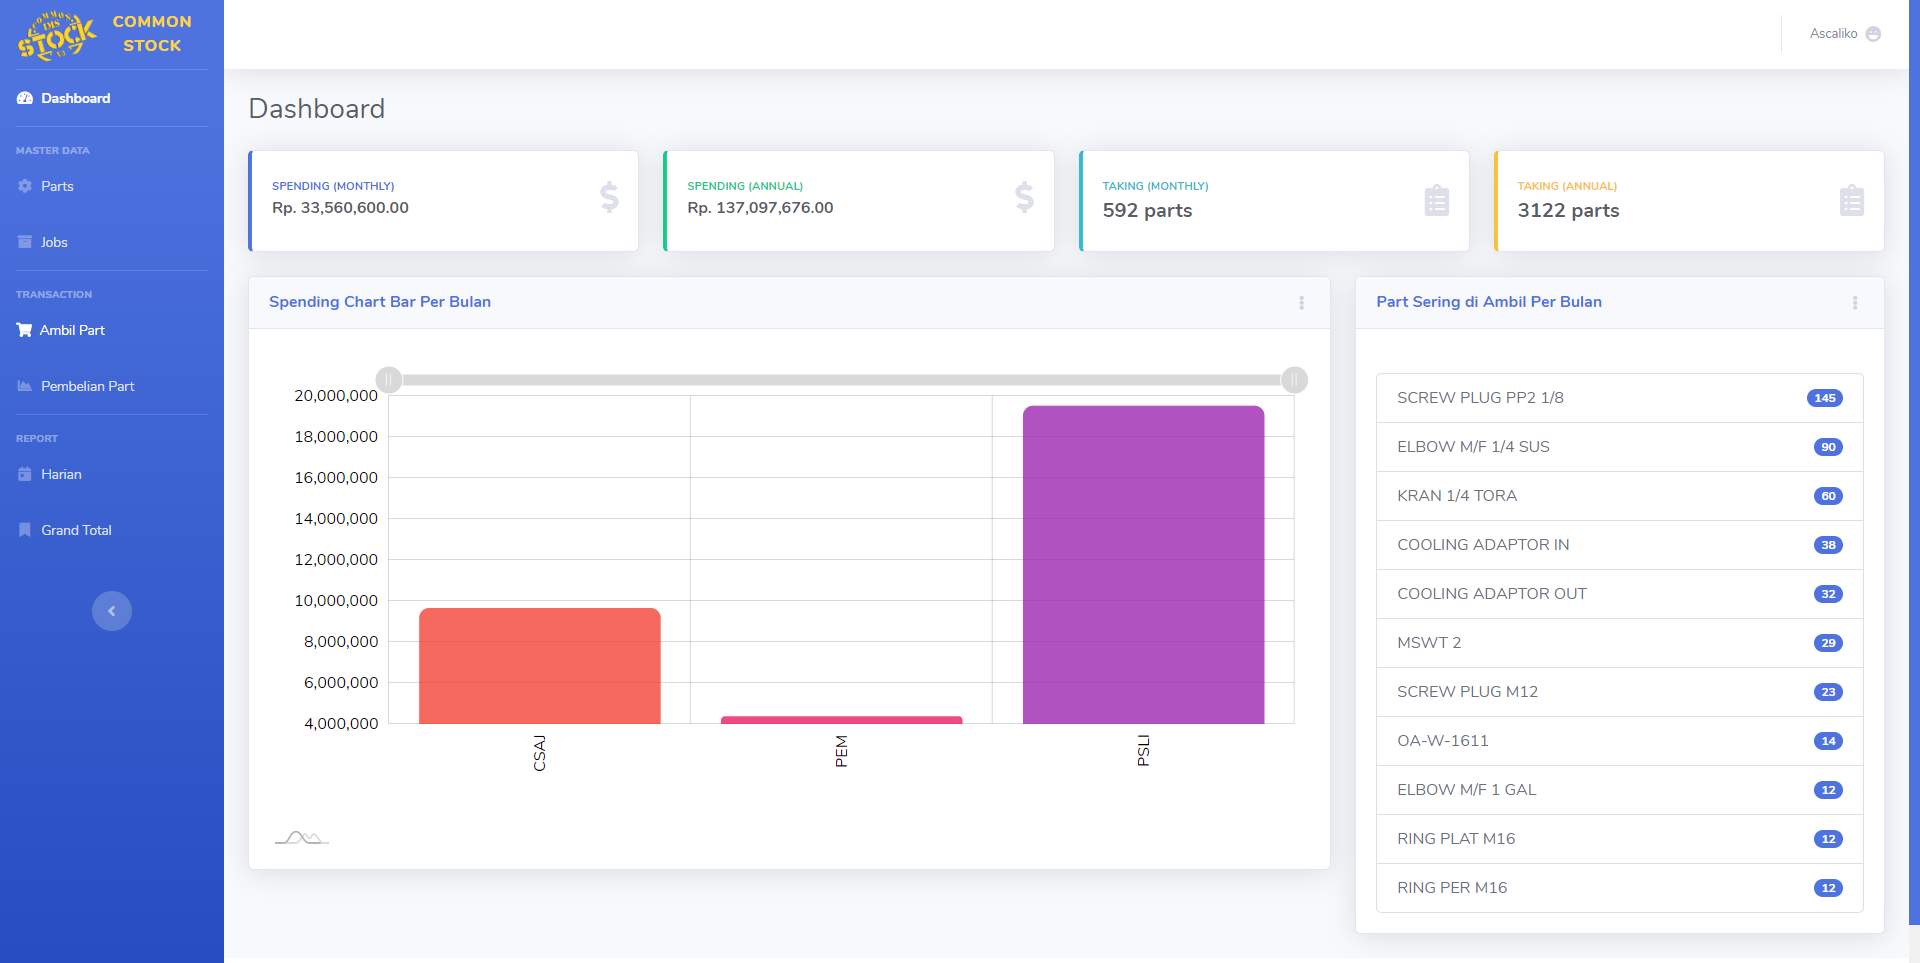 COMMON
IMS
STOCK
COMMON
STOCK
Ascaliko
Dashboard
MASTER DATA
Parts
Jobs
TRANSACTION
Ambil Part
Pembelian Part
REPORT
Harian
Grand Total
Dashboard
SPENDING (MONTHLY)
Rp. 33,560,600.00
SPENDING (ANNUAL)
Rp. 137,097,676.00
TAKING (MONTHLY)
592 parts
TAKING (ANNUAL)
3122 parts
Spending Chart Bar Per Bulan
20,000,000
18,000,000
16,000,000
14,000,000
12,000,000
10,000,000
8,000,000
6,000,000
4,000,000
CSAJ
PEM
PSLI
Part Sering di Ambil Per Bulan
SCREW PLUG PP2 1/8 145
ELBOW M/F 1/4 SUS 90
KRAN 1/4 TORA 60
COOLING ADAPTOR IN 38
COOLING ADAPTOR OUT 32
MSWT 2 29
SCREW PLUG M12 23
OA-W-1611 14
ELBOW M/F 1 GAL 12
RING PLAT M16 12
RING PER M16 12